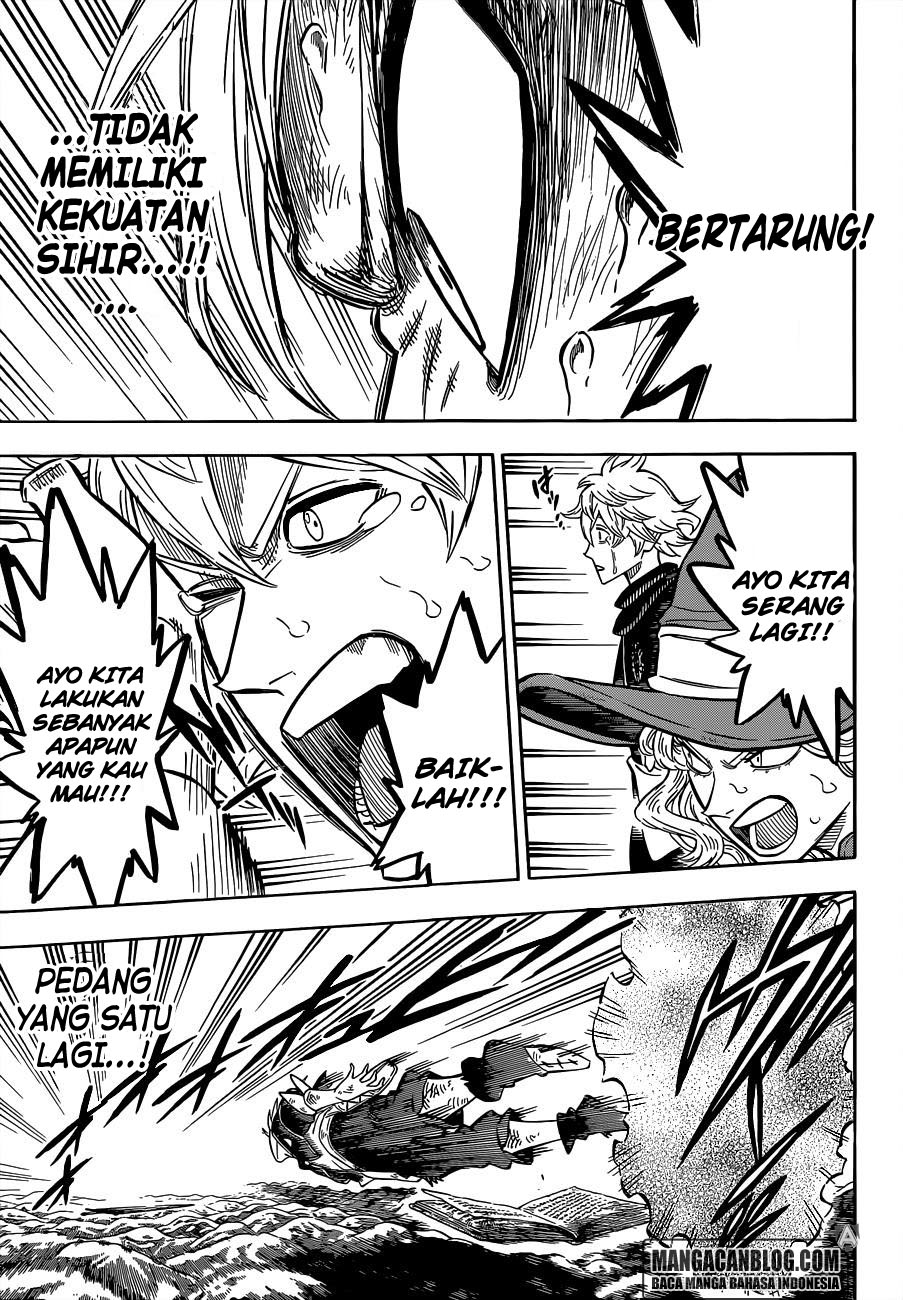 BERTARUNG!
...TIDAK
MEMILIKI
KEKUATAN
SIHIR...!!
....
AYO KITA
SERANG
LAGI!!
BAIK-
LAH!!!
AYO KITA
LAKUKAN
SEBANYAK
APAPUN
YANG KAU
MAU!!!
PEDANG
YANG SATU
LAGI...!
MANGACANBLOG.COM
BACA MANGA BAHASA INDONESIA